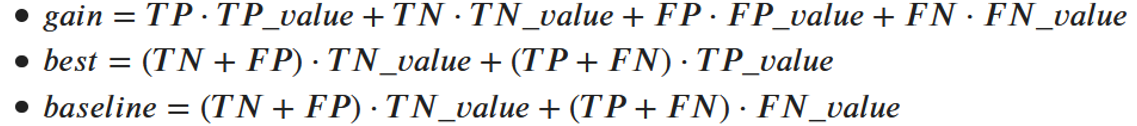 • gain = TP · TP_value + TN · TN_value + FP · FP_value + FN · FN_value
• best = (TN + FP) · TN_value + (TP + FN) · TP_value
• baseline = (TN + FP) · TN_value + (TP + FN) · FN_value